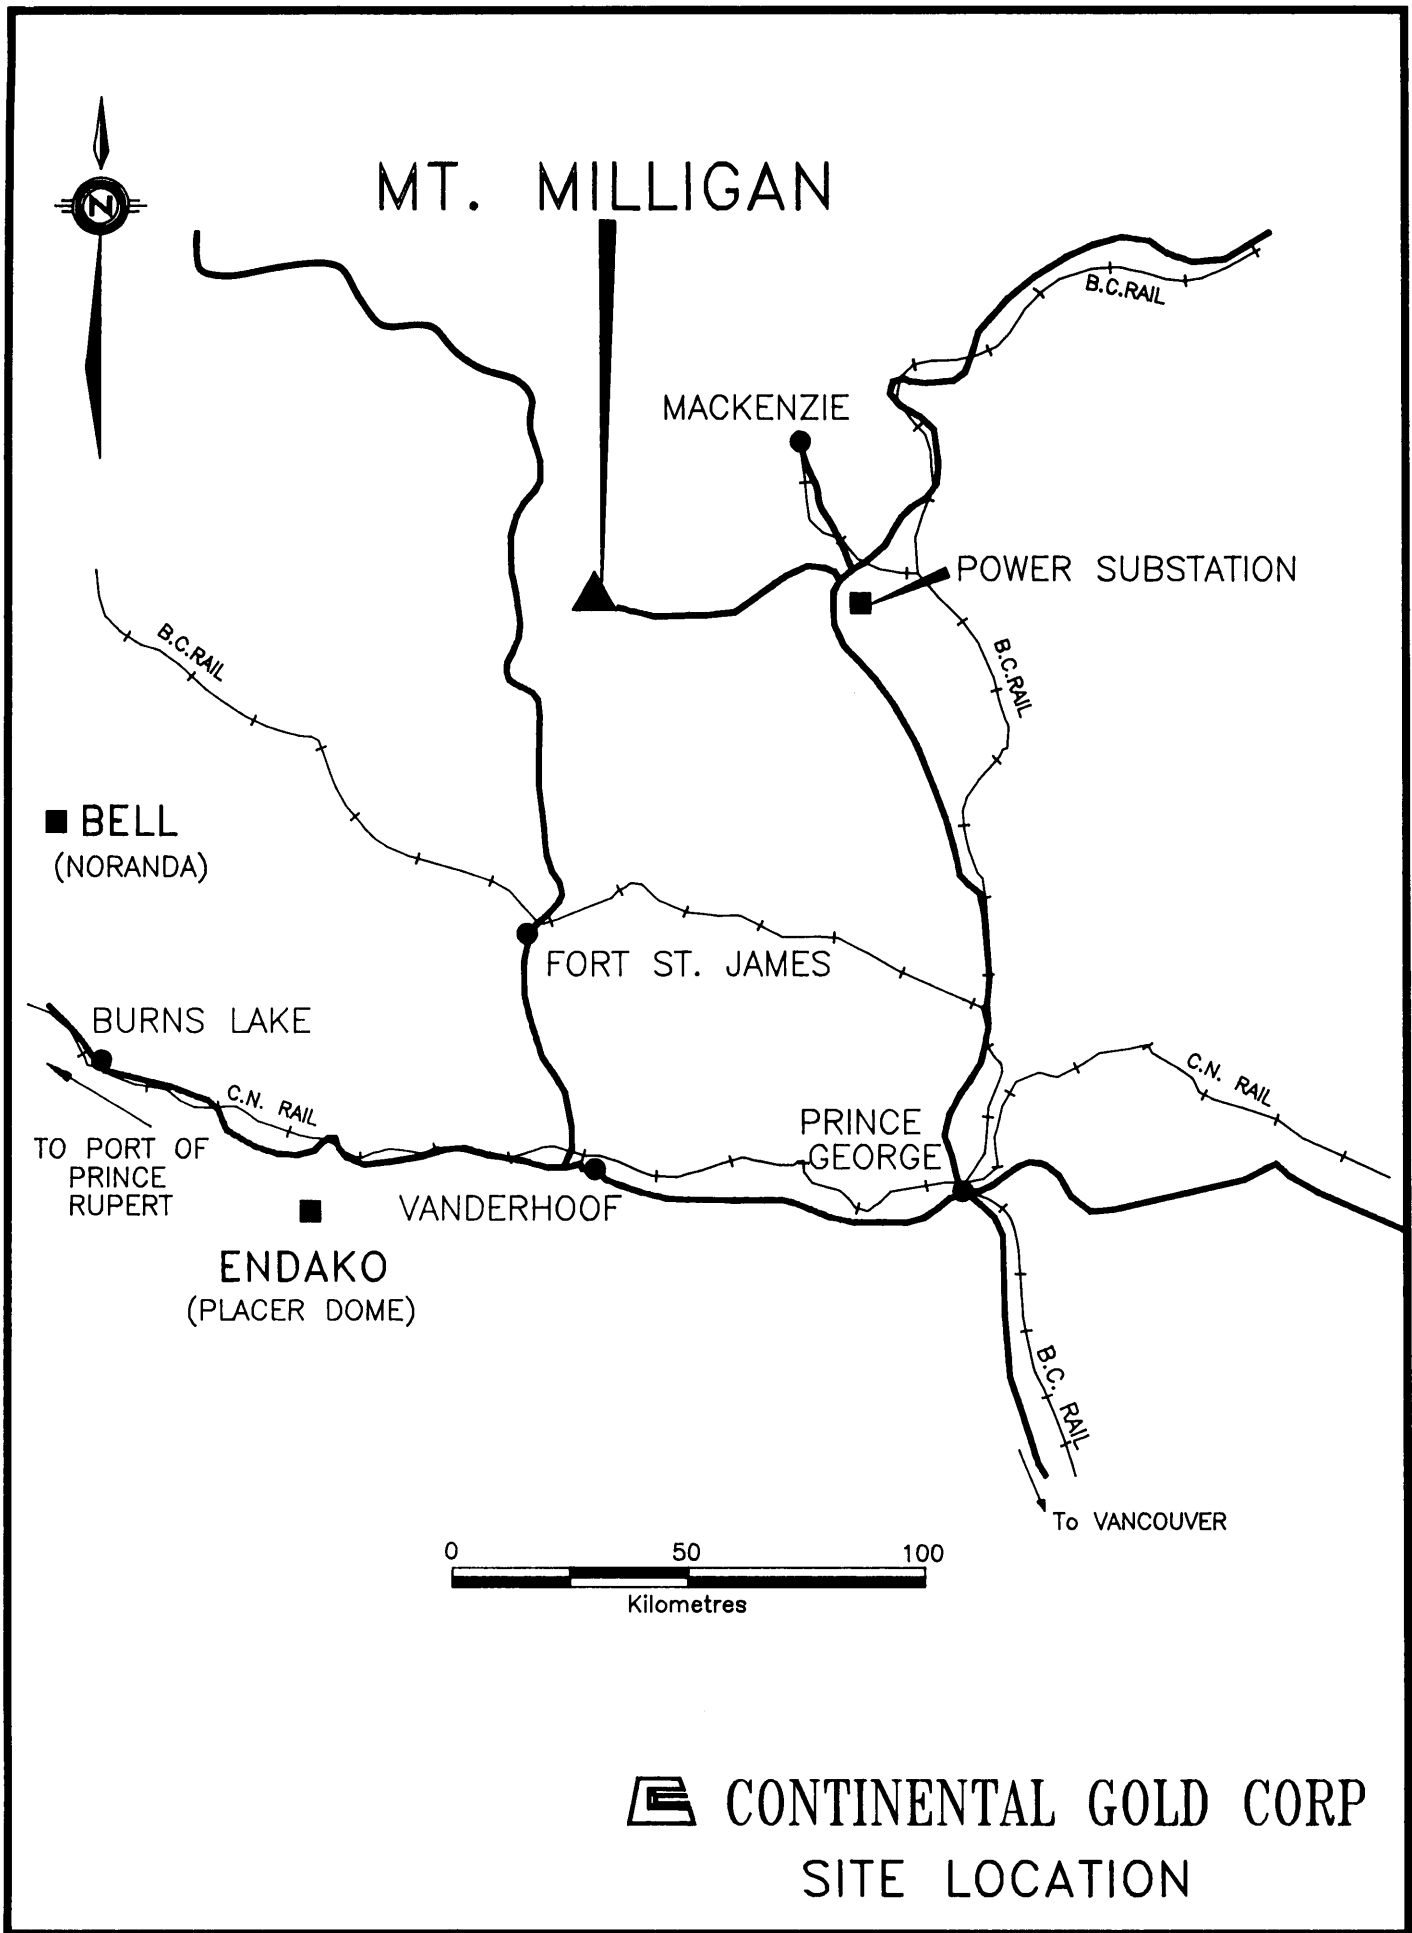 N
MT. MILLIGAN
B.C.RAIL
MACKENZIE
POWER SUBSTATION
B.C.RAIL
B.C.RAIL
BELL
(NORANDA)
FORT ST. JAMES
BURNS LAKE
C.N. RAIL
C.N. RAIL
TO PORT OF
PRINCE
RUPERT
PRINCE
GEORGE
VANDERHOOF
ENDAKO
(PLACER DOME)
B.C. RAIL
To VANCOUVER
0 50 100
Kilometres
CONTINENTAL GOLD CORP
SITE LOCATION